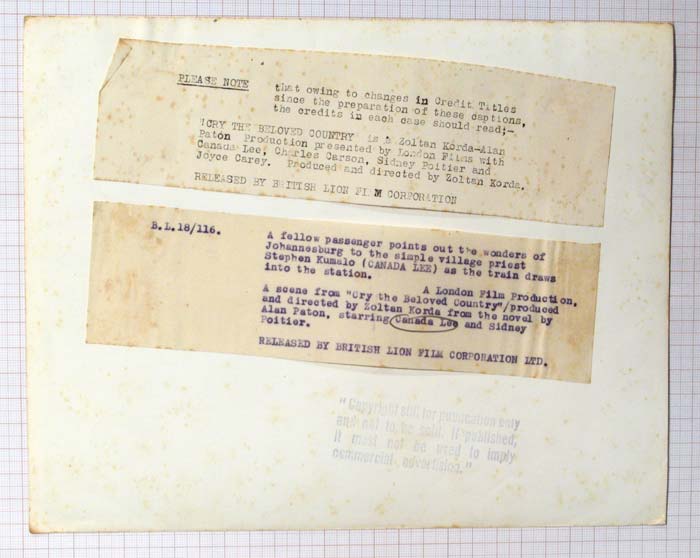 PLEASE NOTE that owing to changes in Credit Titles
since the preparation of these captions,
the credits in each case should read;-
'CRY THE BELOVED COUNTRY' is a Zoltan Korda-Alan
Paton Production presented by London Films with
Canada Lee, Charles Carson, Sidney Poitier and
Joyce Carey. Produced and directed by Zoltan Korda.
RELEASED BY BRITISH LION FILM CORPORATION
B.L.18/116.
A fellow passenger points out the wonders of
Johannesburg to the simple village priest
Stephen Kumalo (CANADA LEE) as the train draws
into the station.
A London Film Production.
A scene from "Cry the Beloved Country"/produced
and directed by Zoltan Korda from the novel by
Alan Paton, starring Canada Lee and Sidney
Poitier.
RELEASED BY BRITISH LION FILM CORPORATION LTD.
"Copyright still for publication only
and not to be sold. If published,
it must not be used to imply
commercial advertising."